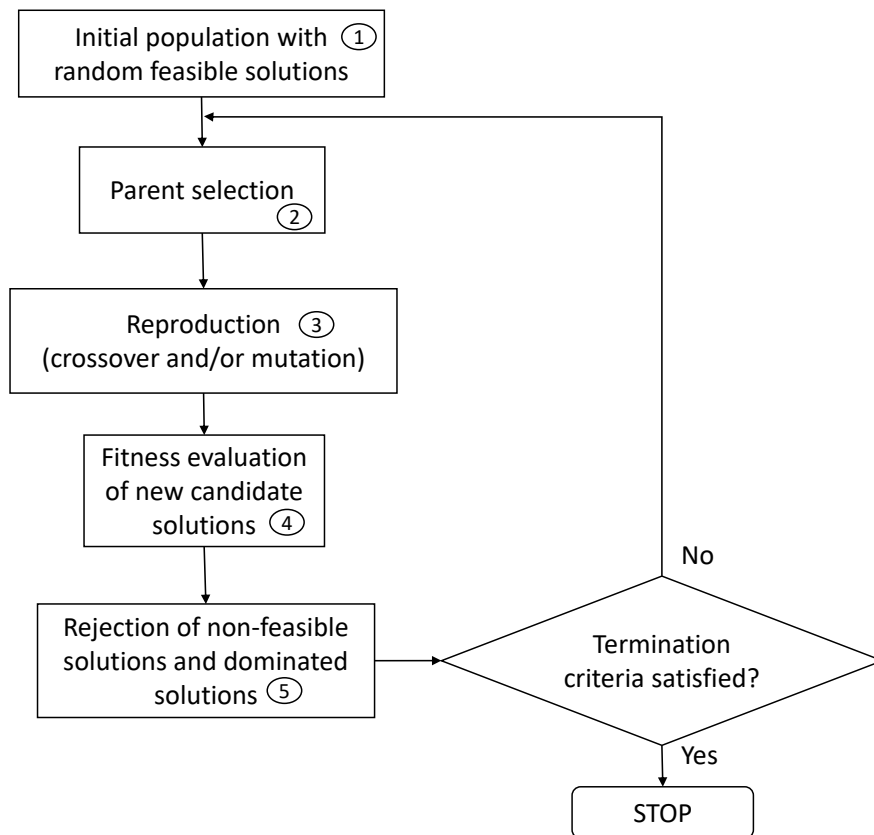 Initial population with 1
random feasible solutions
Parent selection
2
Reproduction 3
(crossover and/or mutation)
Fitness evaluation
of new candidate
solutions 4
Rejection of non-feasible
solutions and dominated
solutions 5
Termination
criteria satisfied?
No
Yes
STOP